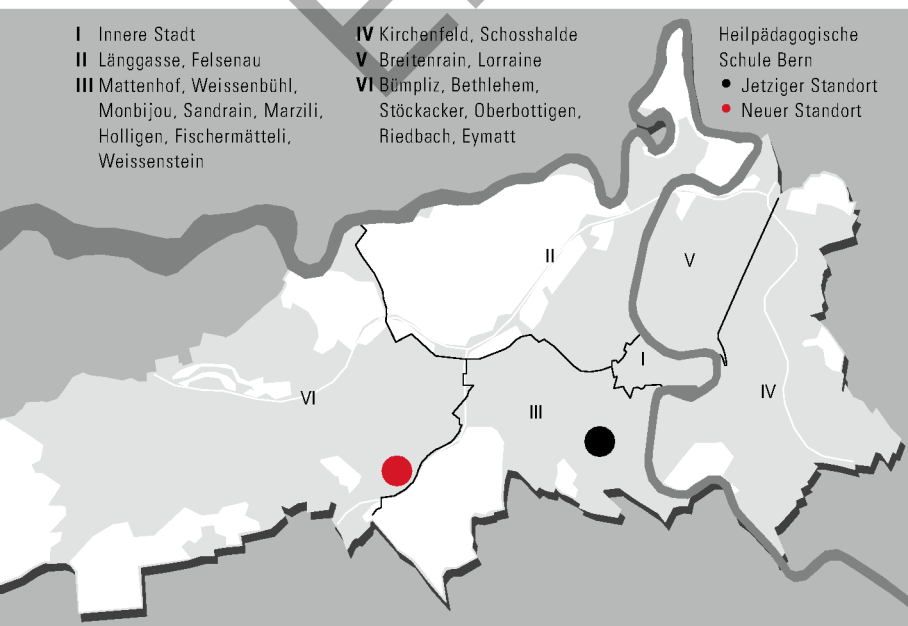 I Innere Stadt
II Länggasse, Felsenau
III Mattenhof, Weissenbühl,
Monbijou, Sandrain, Marzili,
Holligen, Fischermätteli,
Weissenstein
IV Kirchenfeld, Schosshalde
V Breitenrain, Lorraine
VI Bümpliz, Bethlehem,
Stöckacker, Oberbottigen,
Riedbach, Eymatt
Heilpädagogische
Schule Bern
Jetziger Standort
Neuer Standort
II
V
I
VI
III
IV